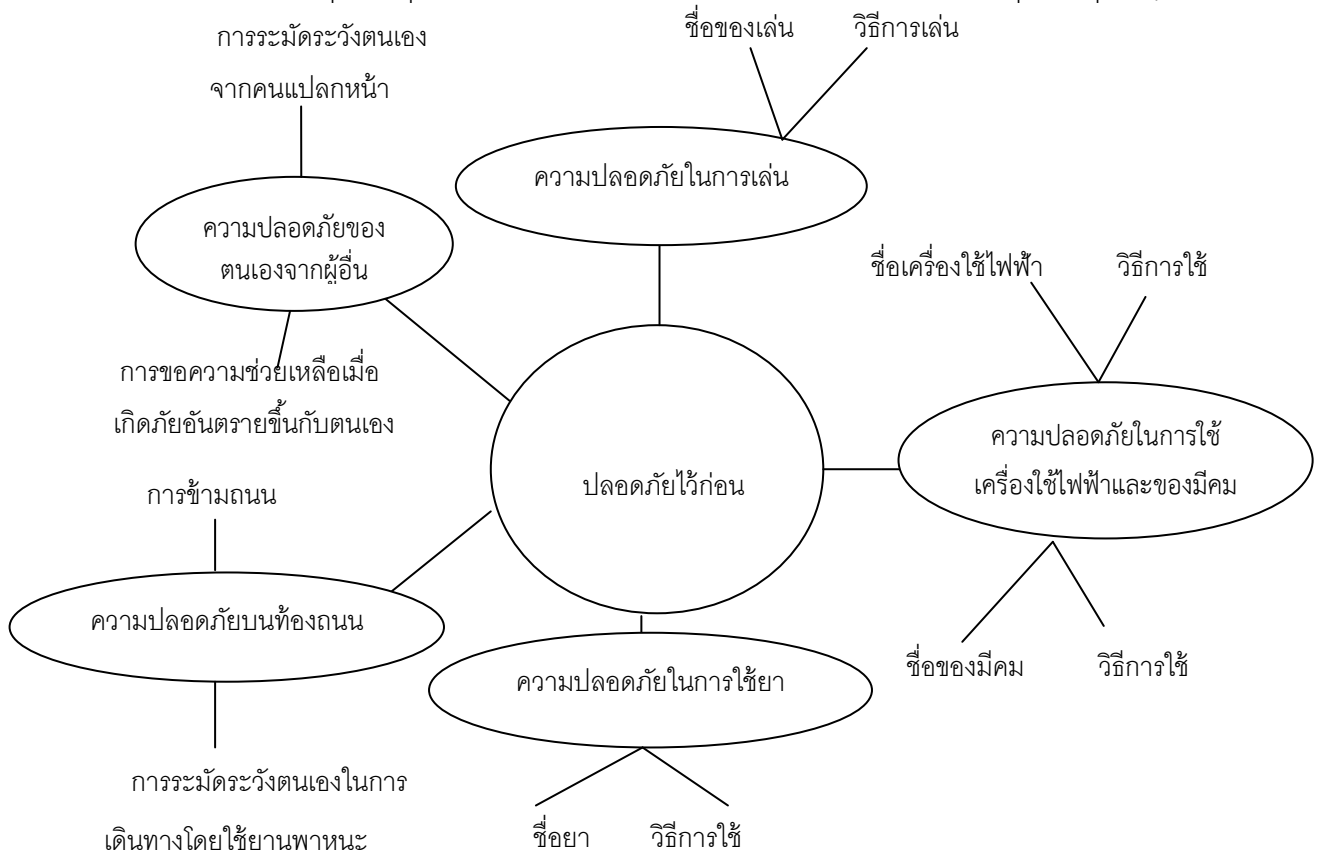 การระมัดระวังตนเอง
จากคนแปลกหน้า
ชื่อของเล่น
วิธีการเล่น
ความปลอดภัยในการเล่น
ความปลอดภัยของ
ตนเองจากผู้อื่น
ชื่อเครื่องใช้ไฟฟ้า
วิธีการใช้
การขอความช่วยเหลือเมื่อ
เกิดภัยอันตรายขึ้นกับตนเอง
ความปลอดภัยในการใช้
เครื่องใช้ไฟฟ้าและของมีคม
ปลอดภัยไว้ก่อน
การข้ามถนน
ความปลอดภัยบนท้องถนน
ชื่อของมีคม
วิธีการใช้
ความปลอดภัยในการใช้ยา
การระมัดระวังตนเองในการ
เดินทางโดยใช้ยานพาหนะ
ชื่อยา
วิธีการใช้